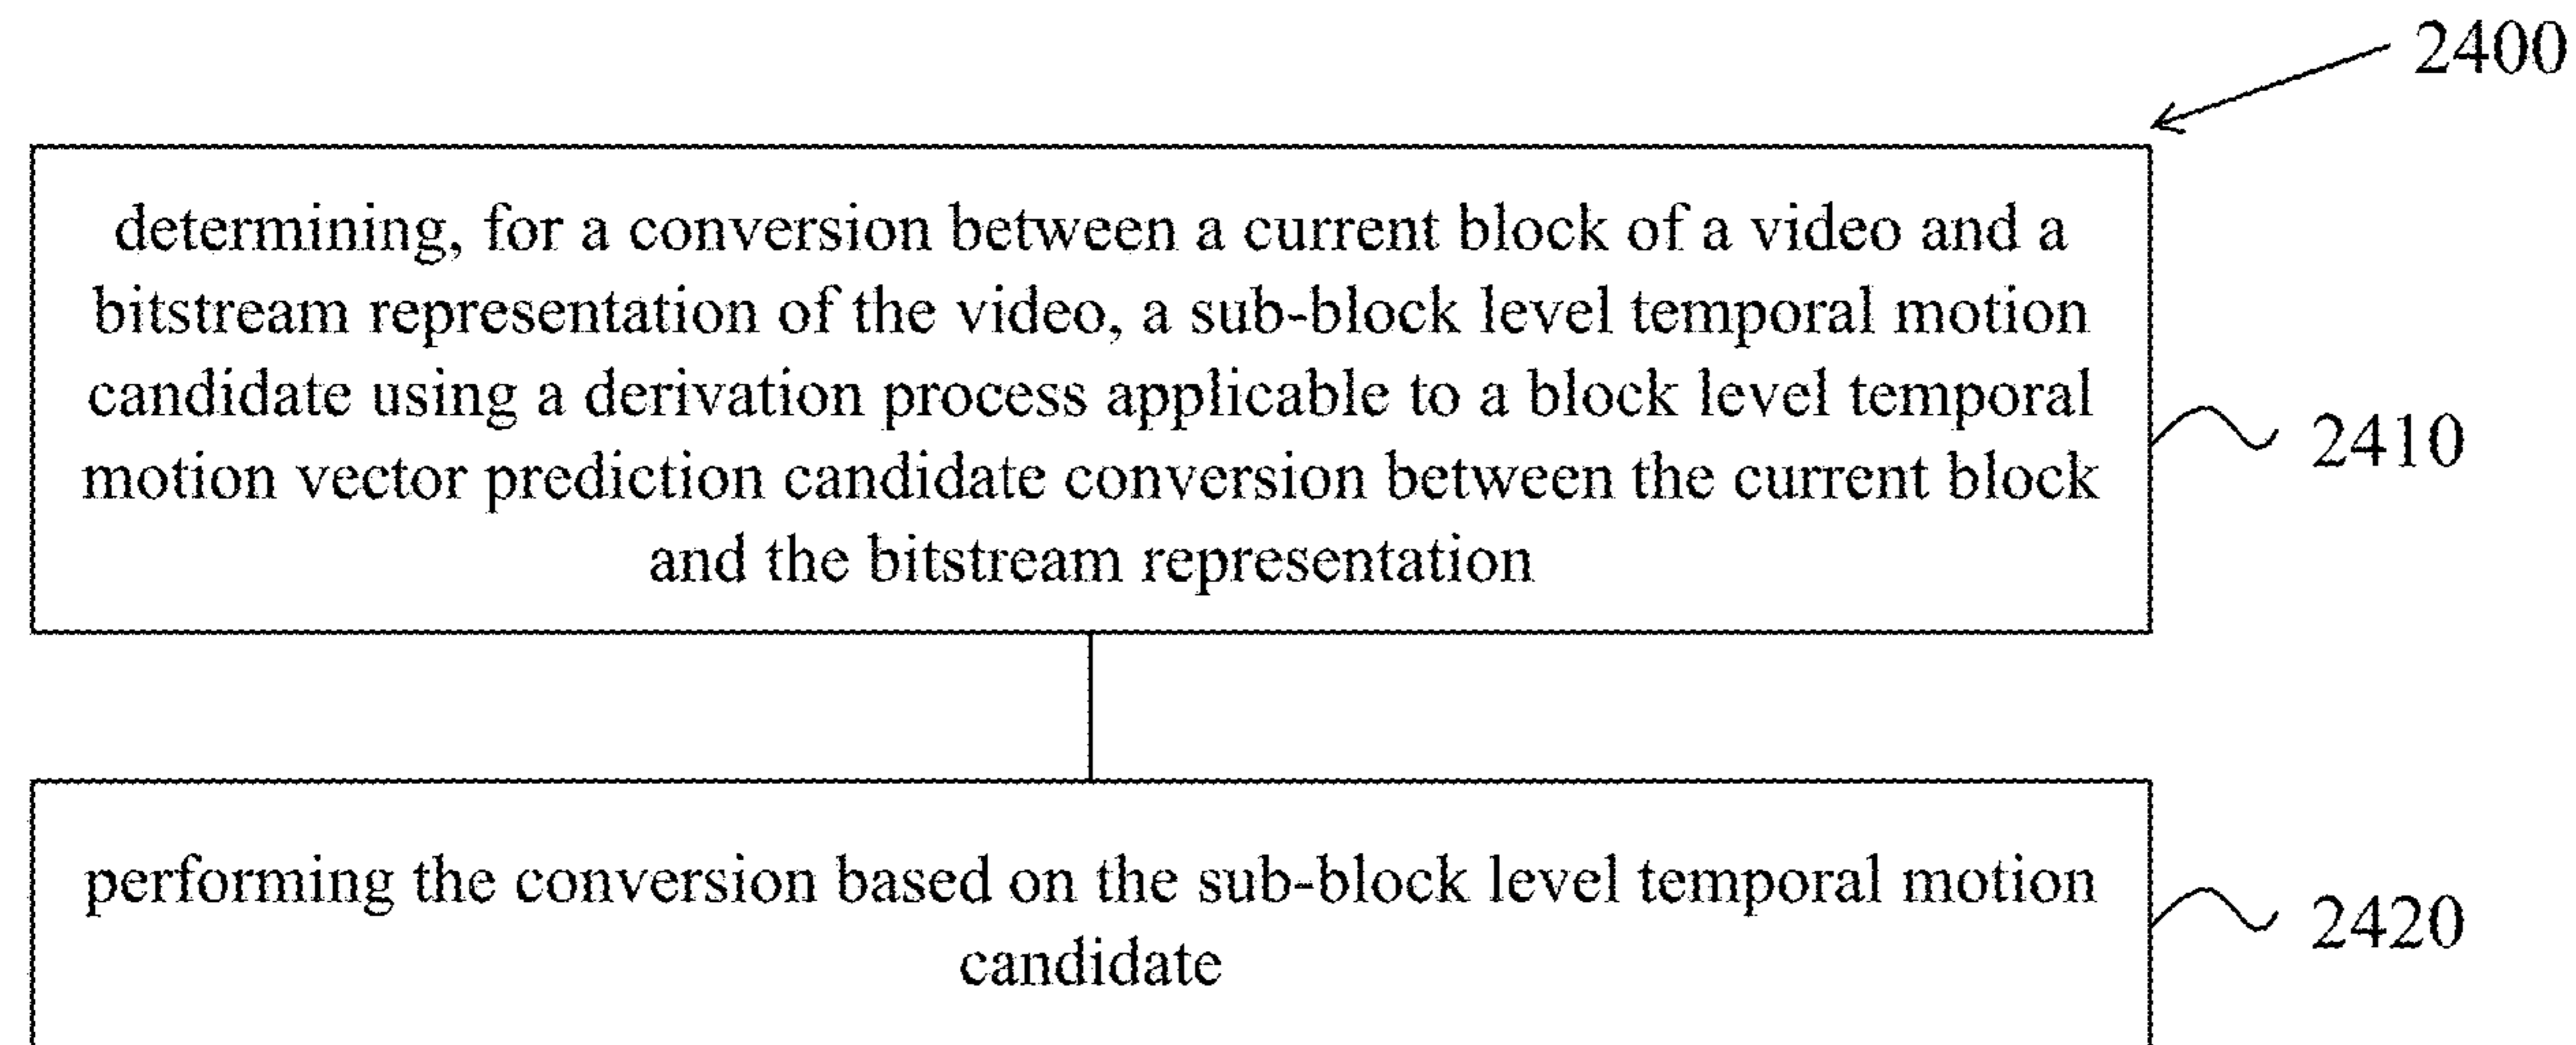 2400
determining, for a conversion between a current block of a video and a
bitstream representation of the video, a sub-block level temporal motion
candidate using a derivation process applicable to a block level temporal
motion vector prediction candidate conversion between the current block
and the bitstream representation
2410
performing the conversion based on the sub-block level temporal motion
candidate
2420